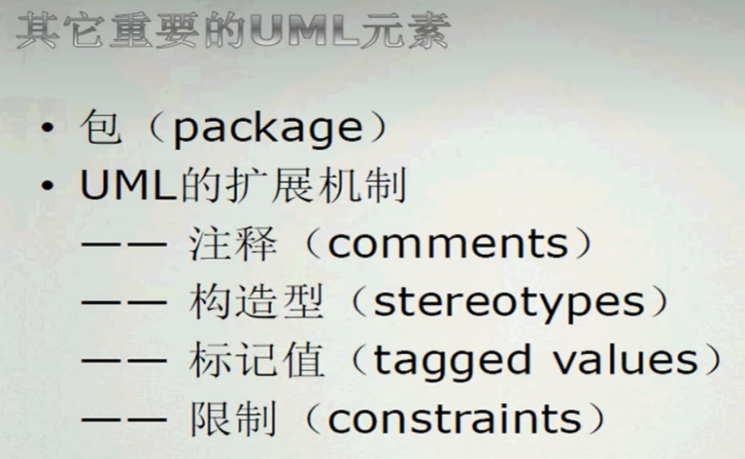 其它重要的UML元素
• 包（package）
• UML的扩展机制
—— 注释（comments）
—— 构造型（stereotypes）
—— 标记值（tagged values）
—— 限制（constraints）